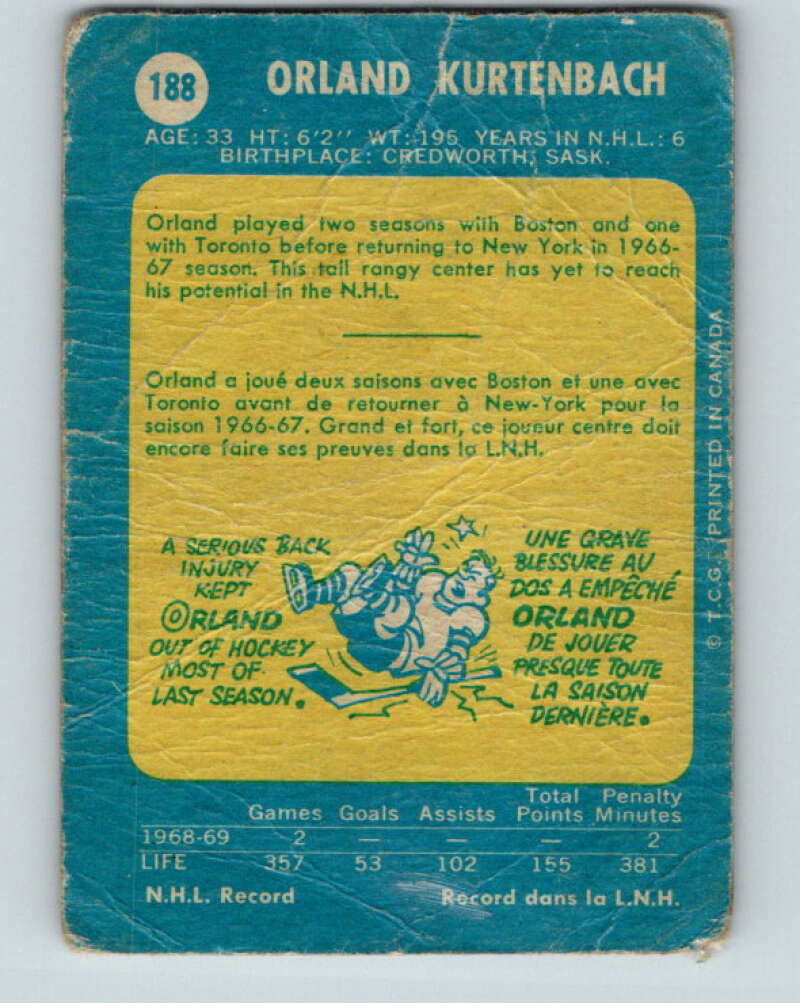 188 ORLAND KURTENBACH
AGE: 33 HT: 6'2'' WT: 195 YEARS IN N.H.L.: 6
BIRTHPLACE: CREDWORTH, SASK.
Orland played two seasons with Boston and one
with Toronto before returning to New York in 1966-
67 season. This tall rangy center has yet to reach
his potential in the N.H.L.
Orland a joué deux saisons avec Boston et une avec
Toronto avant de retourner à New-York pour la
saison 1966-67. Grand et fort, ce joueur centre doit
encore faire ses preuves dans la L.N.H.
A SERIOUS BACK
INJURY
KEPT
ORLAND
OUT OF HOCKEY
MOST OF
LAST SEASON.
UNE GRAVE
BLESSURE AU
DOS A EMPÊCHÉ
ORLAND
DE JOUER
PRESQUE TOUTE
LA SAISON
DERNIÈRE.
© T.C.G. PRINTED IN CANADA
Total Penalty
Games Goals Assists Points Minutes
1968-69 2 — — — 2
LIFE 357 53 102 155 381
N.H.L. Record Record dans la L.N.H.